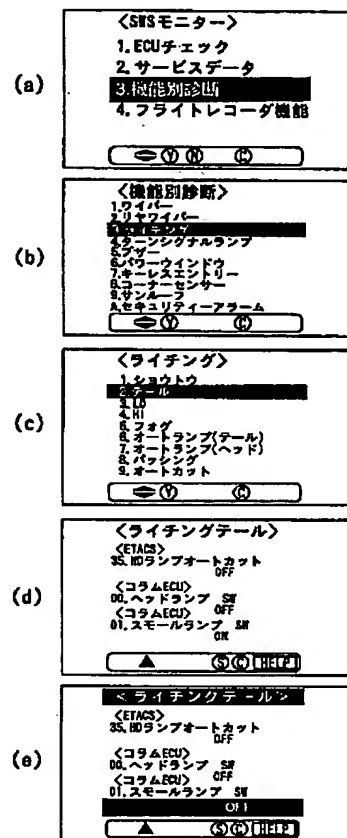 (a)
<SWSモニター>
1.ECUチェック
2.サービスデータ
3.機能別診断
4.フライトレコーダ機能
Ⓨ Ⓝ Ⓒ
(b)
<機能別診断>
1.ワイパー
2.リヤワイパー
3.ライチング
4.ターンシグナルランプ
5.ブザー
6.パワーウインドウ
7.キーレスエントリー
8.コーナーセンサー
9.サンルーフ
A.セキュリティーアラーム
Ⓨ Ⓒ
(c)
<ライチング>
1.ショウトウ
2.テール
3.LO
4.HI
5.フォグ
6.オートランプ(テール)
7.オートランプ(ヘッド)
8.パッシング
9.オートカット
Ⓨ Ⓒ
(d)
<ライチングテール>
<ETACS>
35.HDランプオートカット
OFF
<コラムECU>
00.ヘッドランプ SW
<コラムECU> OFF
01.スモールランプ SW
ON
▲ Ⓢ Ⓒ HELP
(e)
<ライチングテール>
<ETACS>
35.HDランプオートカット
OFF
<コラムECU>
00.ヘッドランプ SW
<コラムECU> OFF
01.スモールランプ SW
OFF
▲ Ⓢ Ⓒ HELP